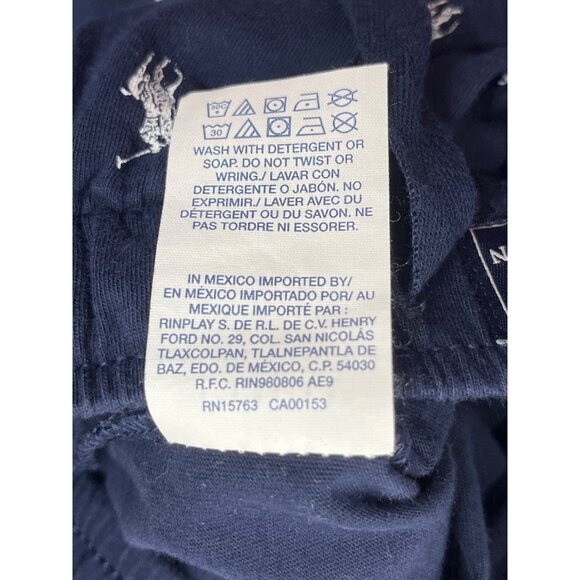 30C
30
WASH WITH DETERGENT OR
SOAP. DO NOT TWIST OR
WRING./ LAVAR CON
DETERGENTE O JABÓN. NO
EXPRIMER./ LAVER AVEC DU
DÉTERGENT OU DU SAVON. NE
PAS TORDRE NI ESSORER.
IN MEXICO IMPORTED BY/
EN MÉXICO IMPORTADO POR/ AU
MEXIQUE IMPORTÉ PAR :
RINPLAY S. DE R.L. DE C.V. HENRY
FORD NO. 29, COL. SAN NICOLÁS
TLAXCOLPAN, TLALNEPANTLA DE
BAZ, EDO. DE MÉXICO, C.P. 54030
R.F.C. RIN980806 AE9
RN15763 CA00153
N